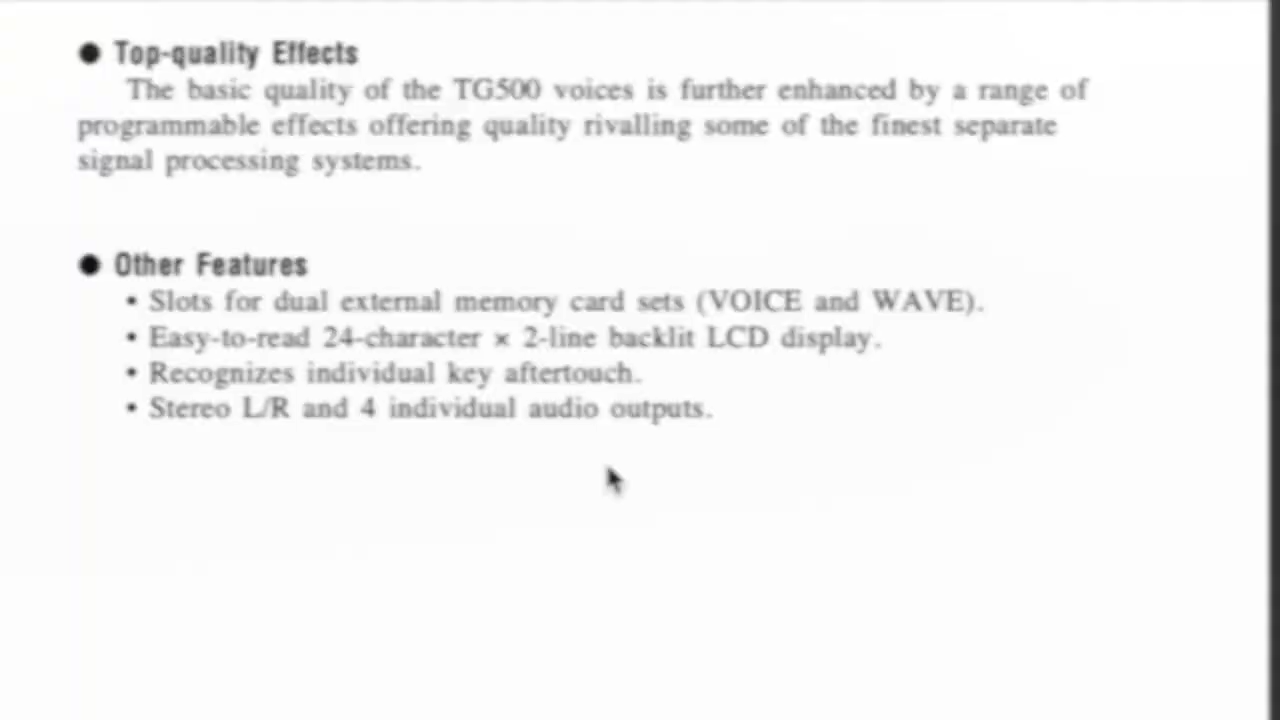 ● Top-quality Effects
The basic quality of the TG500 voices is further enhanced by a range of
programmable effects offering quality rivalling some of the finest separate
signal processing systems.
● Other Features
• Slots for dual external memory card sets (VOICE and WAVE).
• Easy-to-read 24-character × 2-line backlit LCD display.
• Recognizes individual key aftertouch.
• Stereo L/R and 4 individual audio outputs.